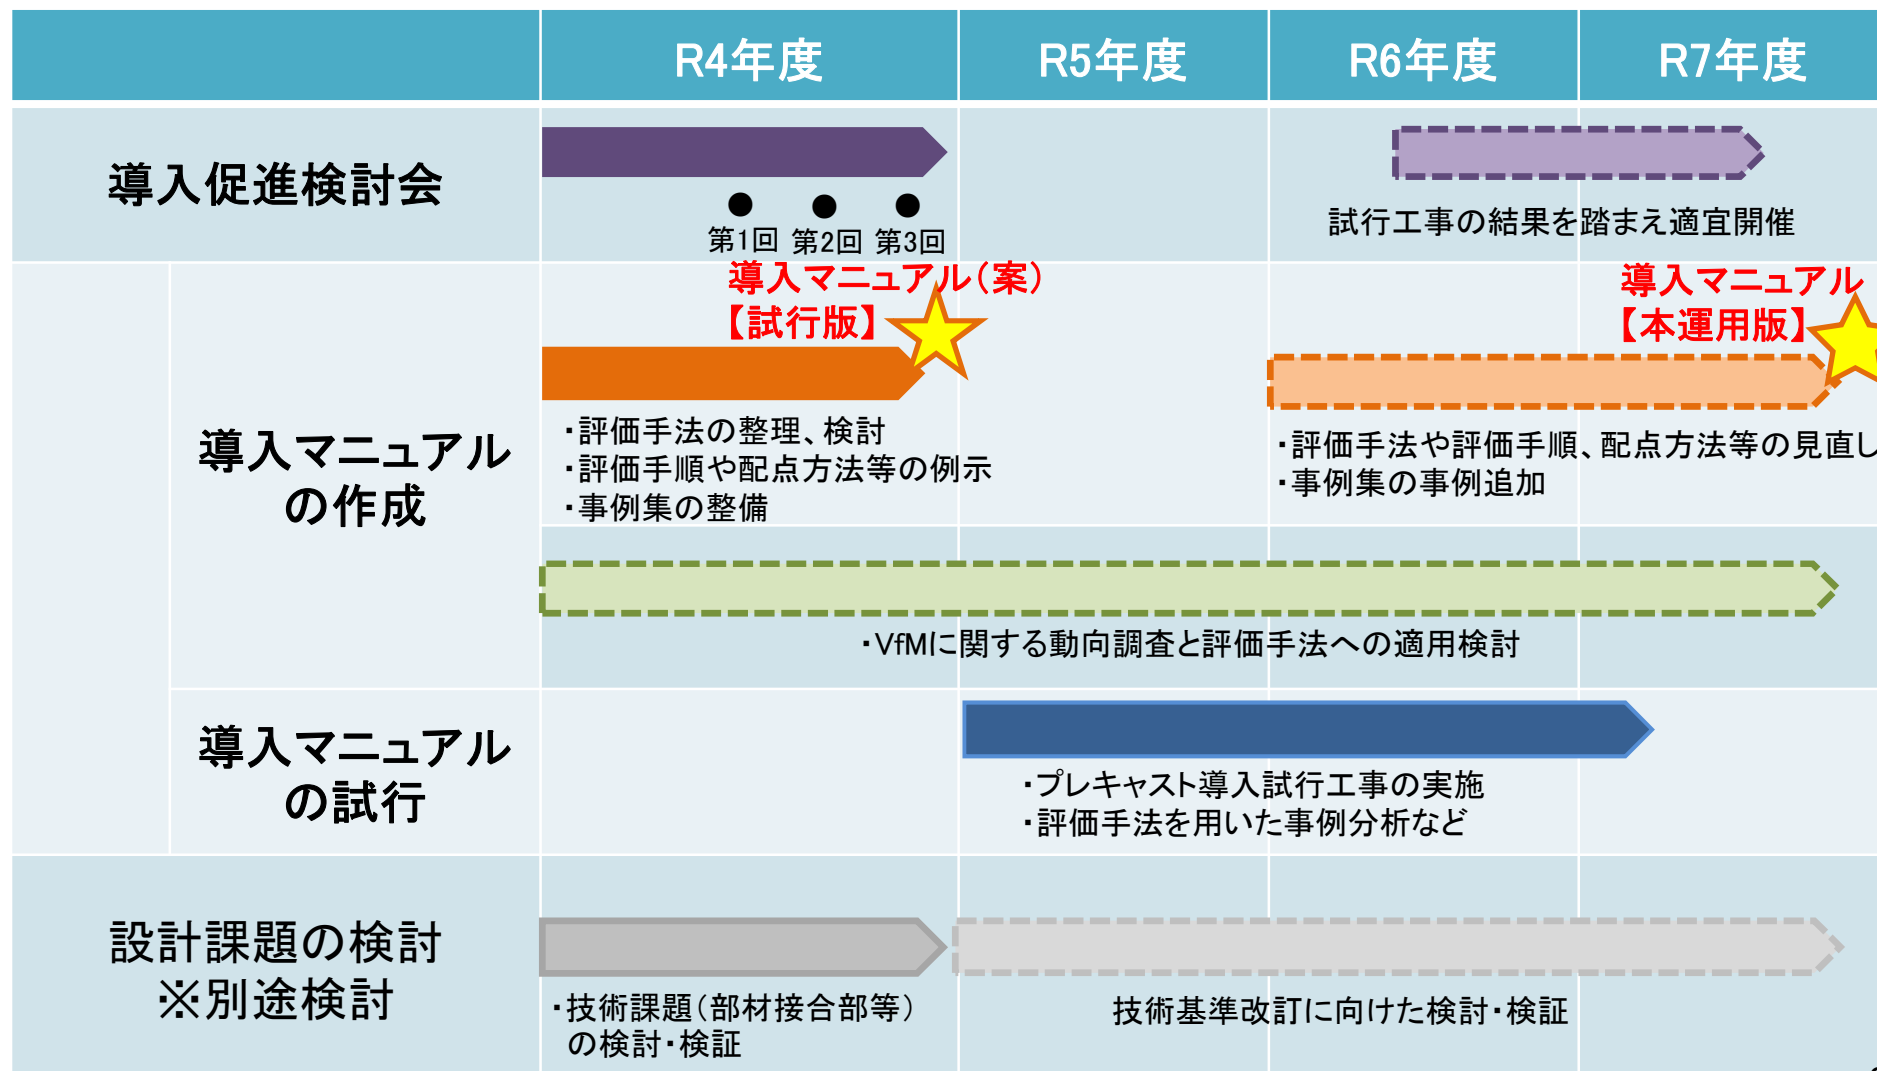 R4年度
R5年度
R6年度
R7年度
導入促進検討会
第1回
第2回
第3回
試行工事の結果を踏まえ適宜開催
導入マニュアル
の作成
導入マニュアル(案)
【試行版】
・評価手法の整理、検討
・評価手順や配点方法等の例示
・事例集の整備
導入マニュアル
【本運用版】
・評価手法や評価手順、配点方法等の見直し
・事例集の事例追加
・VfMに関する動向調査と評価手法への適用検討
導入マニュアル
の試行
・プレキャスト導入試行工事の実施
・評価手法を用いた事例分析など
設計課題の検討
※別途検討
・技術課題(部材接合部等)
の検討・検証
技術基準改訂に向けた検討・検証